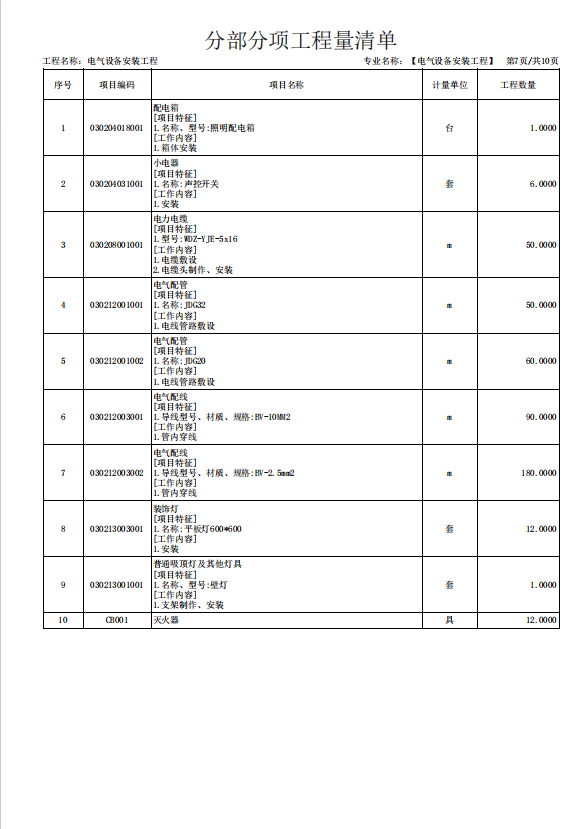 分部分项工程量清单
工程名称: 电气设备安装工程 专业名称: 【电气设备安装工程】 第7页/共10页
序号 项目编码 项目名称 计量单位 工程数量
配电箱
[项目特征]
1 030204018001 1.名称、型号:照明配电箱 台 1.0000
[工作内容]
1.箱体安装
小电器
[项目特征]
2 030204031001 1.名称:声控开关 套 6.0000
[工作内容]
1.安装
电力电缆
[项目特征]
1.型号:WDZ-YJE-5x16
3 030208001001 [工作内容] m 50.0000
1.电缆敷设
2.电缆头制作、安装
电气配管
[项目特征]
4 030212001001 1.名称:JDG32 m 50.0000
[工作内容]
1.电线管路敷设
电气配管
[项目特征]
5 030212001002 1.名称:JDG20 m 60.0000
[工作内容]
1.电线管路敷设
电气配线
[项目特征]
6 030212003001 1.导线型号、材质、规格:BV-10MM2 m 90.0000
[工作内容]
1.管内穿线
电气配线
[项目特征]
7 030212003002 1.导线型号、材质、规格:BV-2.5mm2 m 180.0000
[工作内容]
1.管内穿线
装饰灯
[项目特征]
8 030213003001 1.名称:平板灯600*600 套 12.0000
[工作内容]
1.安装
普通吸顶灯及其他灯具
[项目特征]
9 030213001001 1.名称、型号:壁灯 套 1.0000
[工作内容]
1.支架制作、安装
10 CB001 灭火器 具 12.0000